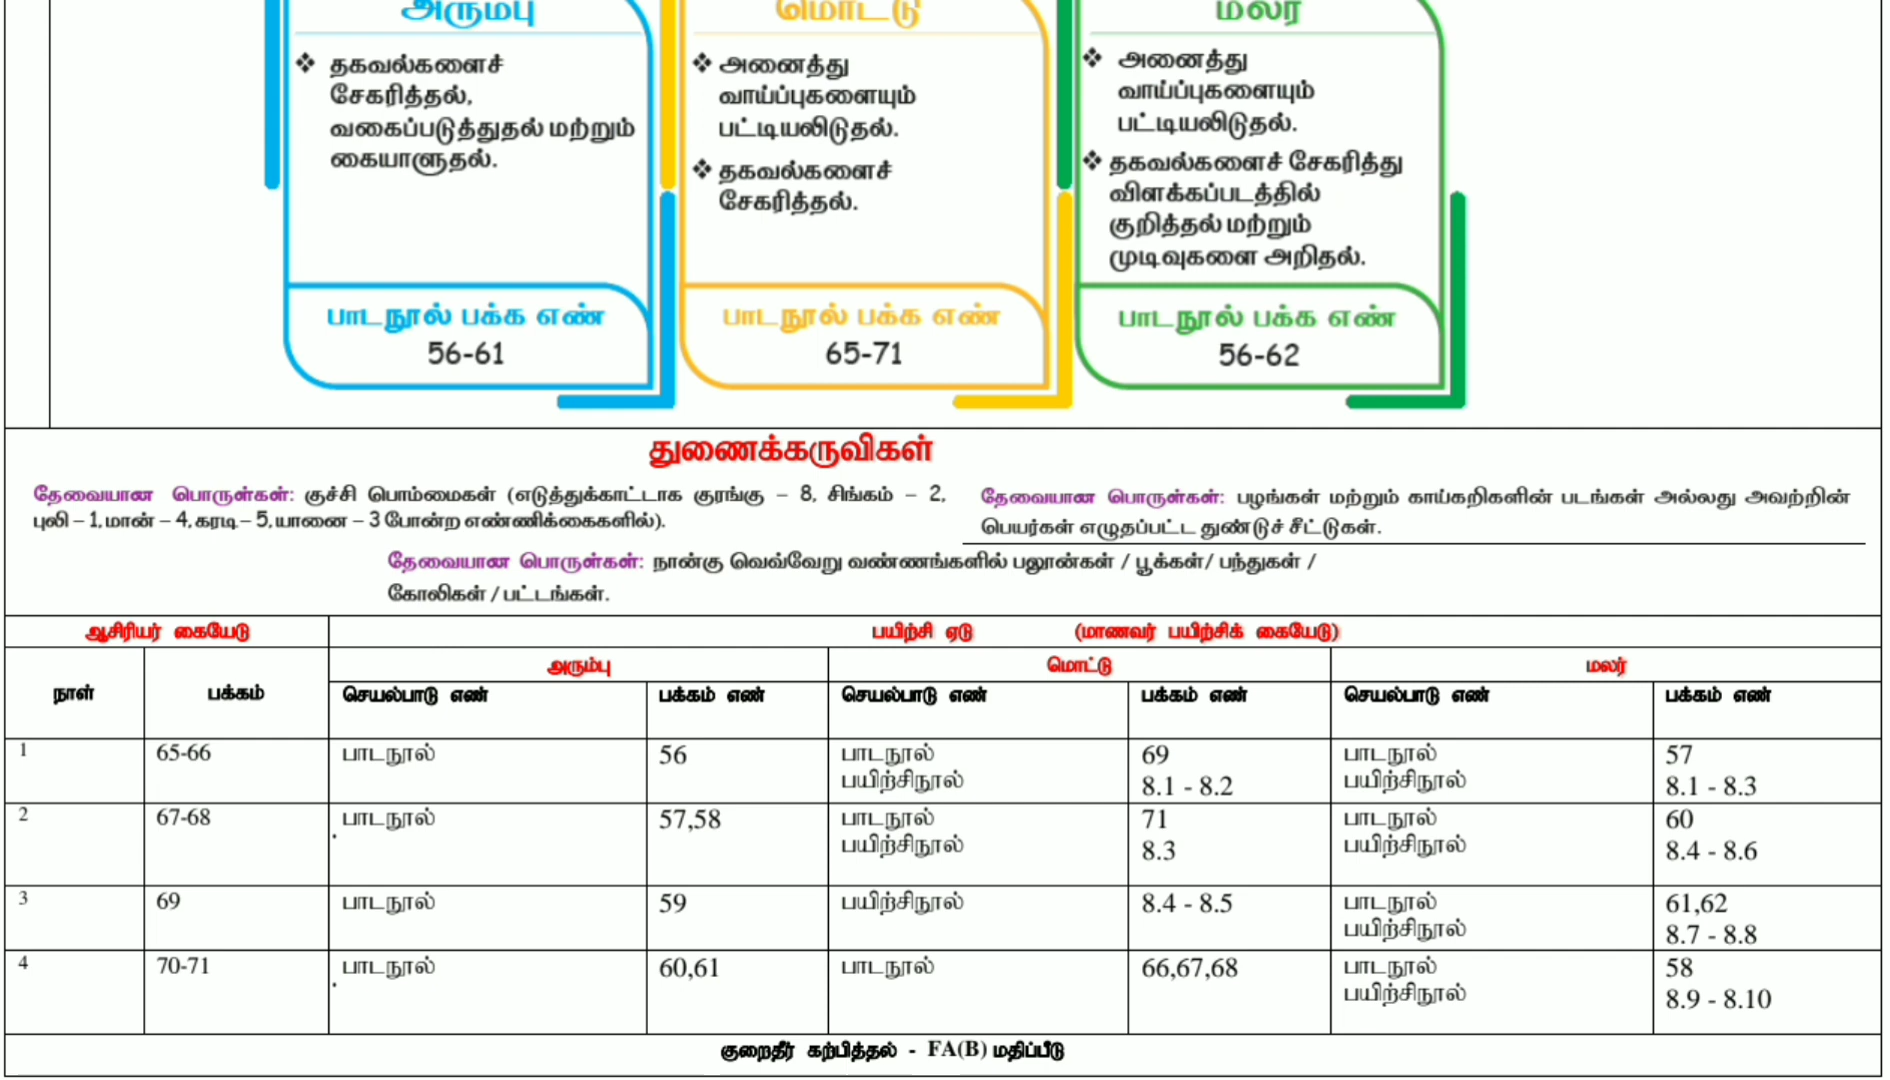 அரும்பு
மொட்டு
மலர்
❖ தகவல்களைச்
சேகரித்தல்,
வகைப்படுத்துதல் மற்றும்
கையாளுதல்.
❖ அனைத்து
வாய்ப்புகளையும்
பட்டியலிடுதல்.
❖ தகவல்களைச்
சேகரித்தல்.
❖ அனைத்து
வாய்ப்புகளையும்
பட்டியலிடுதல்.
❖ தகவல்களைச் சேகரித்து
விளக்கப்படத்தில்
குறித்தல் மற்றும்
முடிவுகளை அறிதல்.
பாடநூல் பக்க எண்
56-61
பாடநூல் பக்க எண்
65-71
பாடநூல் பக்க எண்
56-62
துணைக்கருவிகள்
தேவையான பொருள்கள்: குச்சி பொம்மைகள் (எடுத்துக்காட்டாக குரங்கு – 8, சிங்கம் – 2,
புலி – 1, மான் – 4, கரடி – 5, யானை – 3 போன்ற எண்ணிக்கைகளில்).
தேவையான பொருள்கள்: பழங்கள் மற்றும் காய்கறிகளின் படங்கள் அல்லது அவற்றின்
பெயர்கள் எழுதப்பட்ட துண்டுச் சீட்டுகள்.
தேவையான பொருள்கள்: நான்கு வெவ்வேறு வண்ணங்களில் பலூன்கள் / பூக்கள்/ பந்துகள் /
கோலிகள் / பட்டங்கள்.
ஆசிரியர் கையேடு பயிற்சி ஏடு (மாணவர் பயிற்சிக் கையேடு)
அரும்பு மொட்டு மலர்
நாள் பக்கம் செயல்பாடு எண் பக்கம் எண் செயல்பாடு எண் பக்கம் எண் செயல்பாடு எண் பக்கம் எண்
1 65-66 பாடநூல் 56 பாடநூல் 69 பாடநூல் 57
பயிற்சிநூல் 8.1 - 8.2 பயிற்சிநூல் 8.1 - 8.3
2 67-68 பாடநூல் 57,58 பாடநூல் 71 பாடநூல் 60
பயிற்சிநூல் 8.3 பயிற்சிநூல் 8.4 - 8.6
3 69 பாடநூல் 59 பயிற்சிநூல் 8.4 - 8.5 பாடநூல் 61,62
பயிற்சிநூல் 8.7 - 8.8
4 70-71 பாடநூல் 60,61 பாடநூல் 66,67,68 பாடநூல் 58
பயிற்சிநூல் 8.9 - 8.10
குறைதீர் கற்பித்தல் - FA(B) மதிப்பீடு